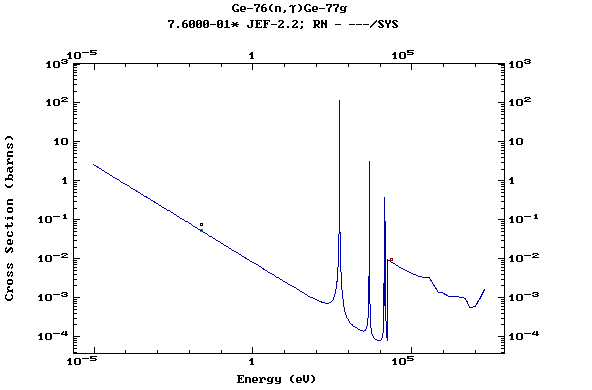 Ge-76(n,γ)Ge-77g
7.6000-01* JEF-2.2; RN - ---/SYS
10⁻⁵ 1 10⁵
10³ 10³
10² 10²
10 10
1 1
10⁻¹ 10⁻¹
10⁻² 10⁻²
10⁻³ 10⁻³
10⁻⁴ 10⁻⁴
10⁻⁵ 1 10⁵
Cross Section (barns)
Energy (eV)